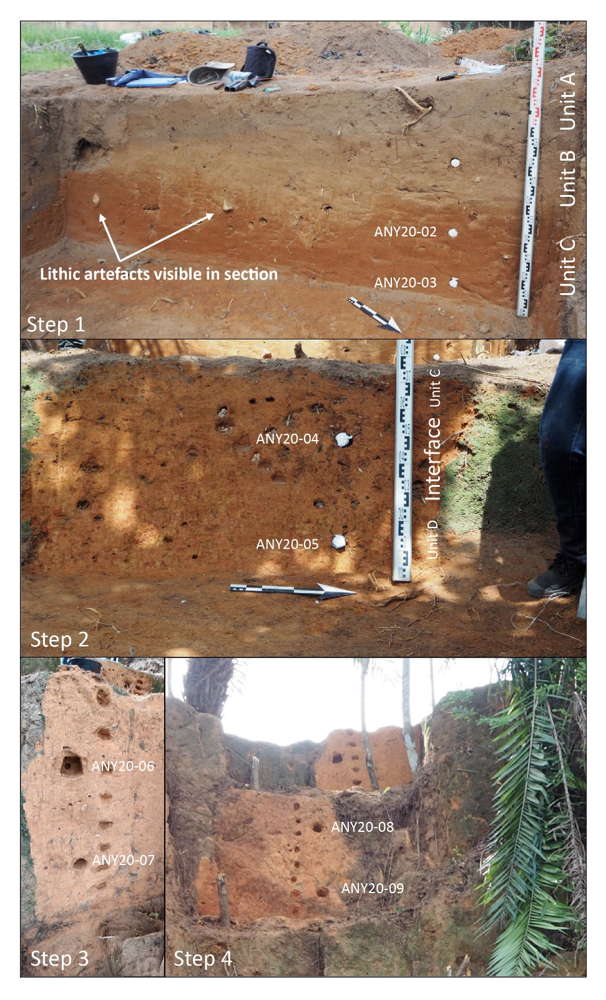 Unit A
Unit B
ANY20-02
Unit C
Lithic artefacts visible in section
ANY20-03
Step 1
Unit C
ANY20-04
Interface
Unit D
ANY20-05
Step 2
ANY20-06
ANY20-07
Step 3
ANY20-08
ANY20-09
Step 4